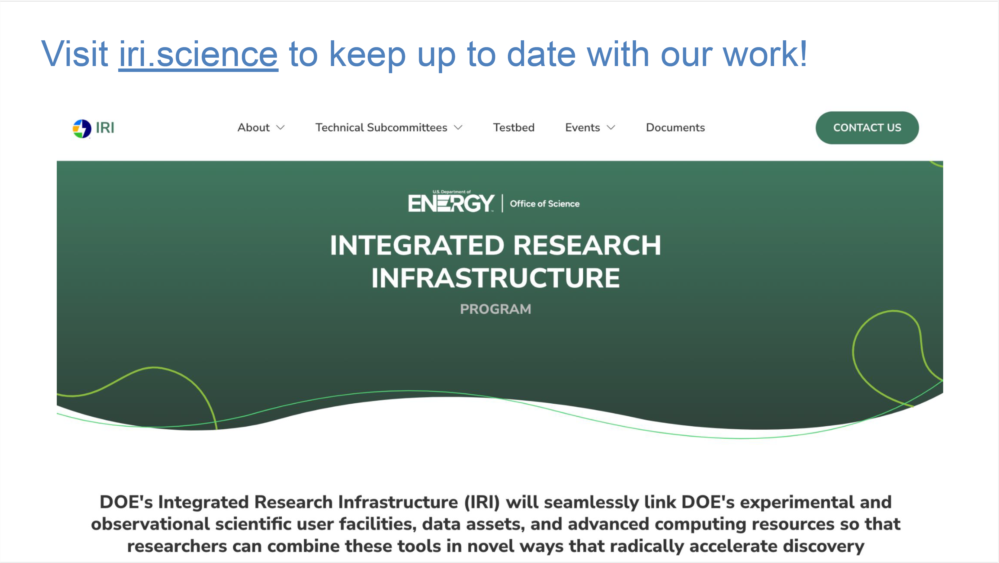 Visit iri.science to keep up to date with our work!
IRI
About
Technical Subcommittees
Testbed
Events
Documents
CONTACT US
U.S. Department of
ENERGY | Office of Science
INTEGRATED RESEARCH
INFRASTRUCTURE
PROGRAM
DOE's Integrated Research Infrastructure (IRI) will seamlessly link DOE's experimental and
observational scientific user facilities, data assets, and advanced computing resources so that
researchers can combine these tools in novel ways that radically accelerate discovery